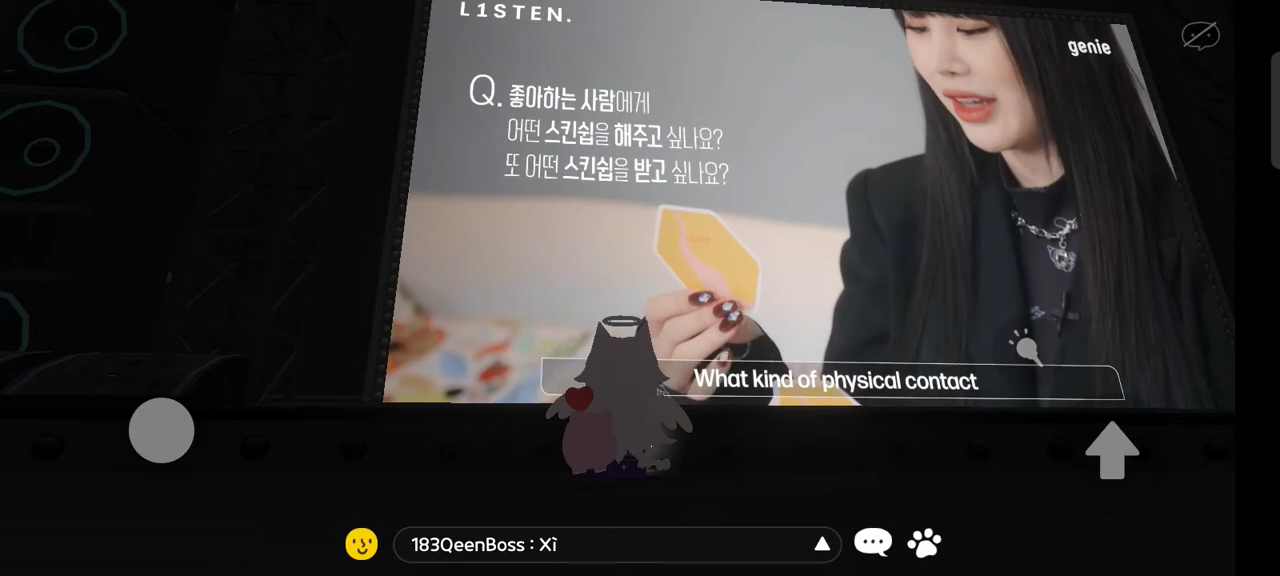 L1STEN.
genie
Q. 좋아하는 사람에게
어떤 스킨쉽을 해주고 싶나요?
또 어떤 스킨쉽을 받고 싶나요?
What kind of physical contact
183QeenBoss : Xì